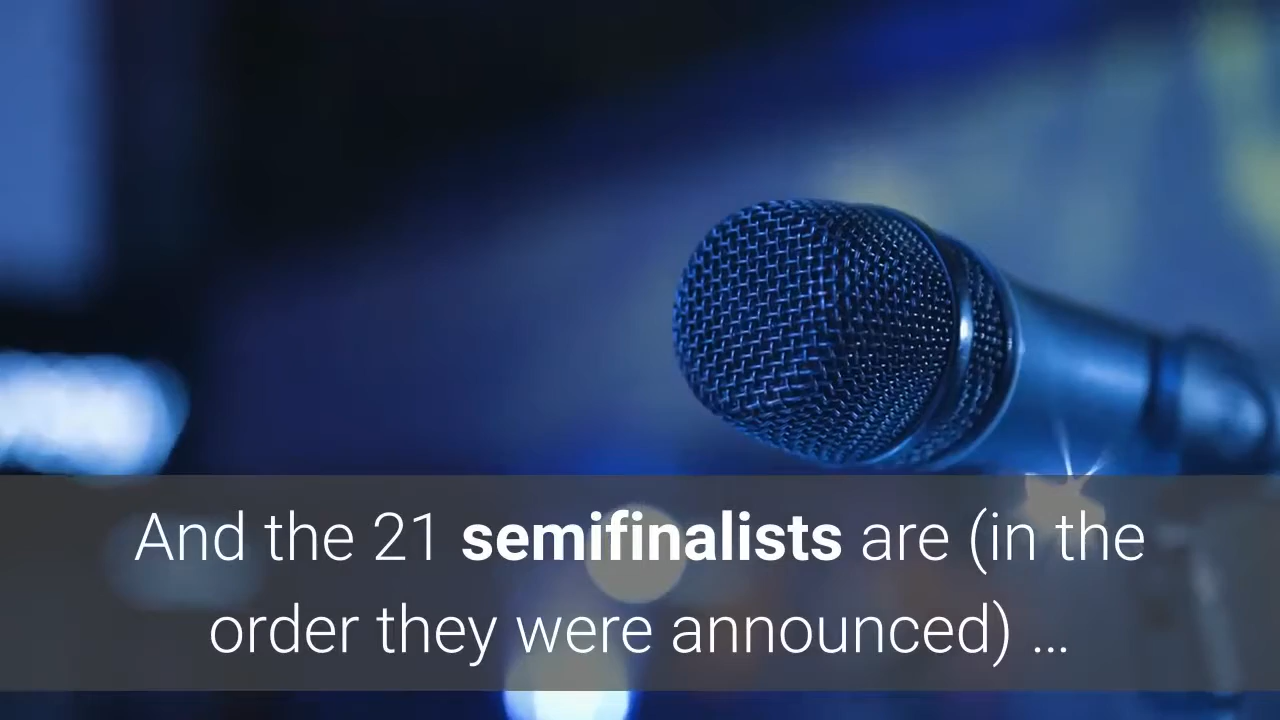 And the 21 semifinalists are (in the
order they were announced) ...